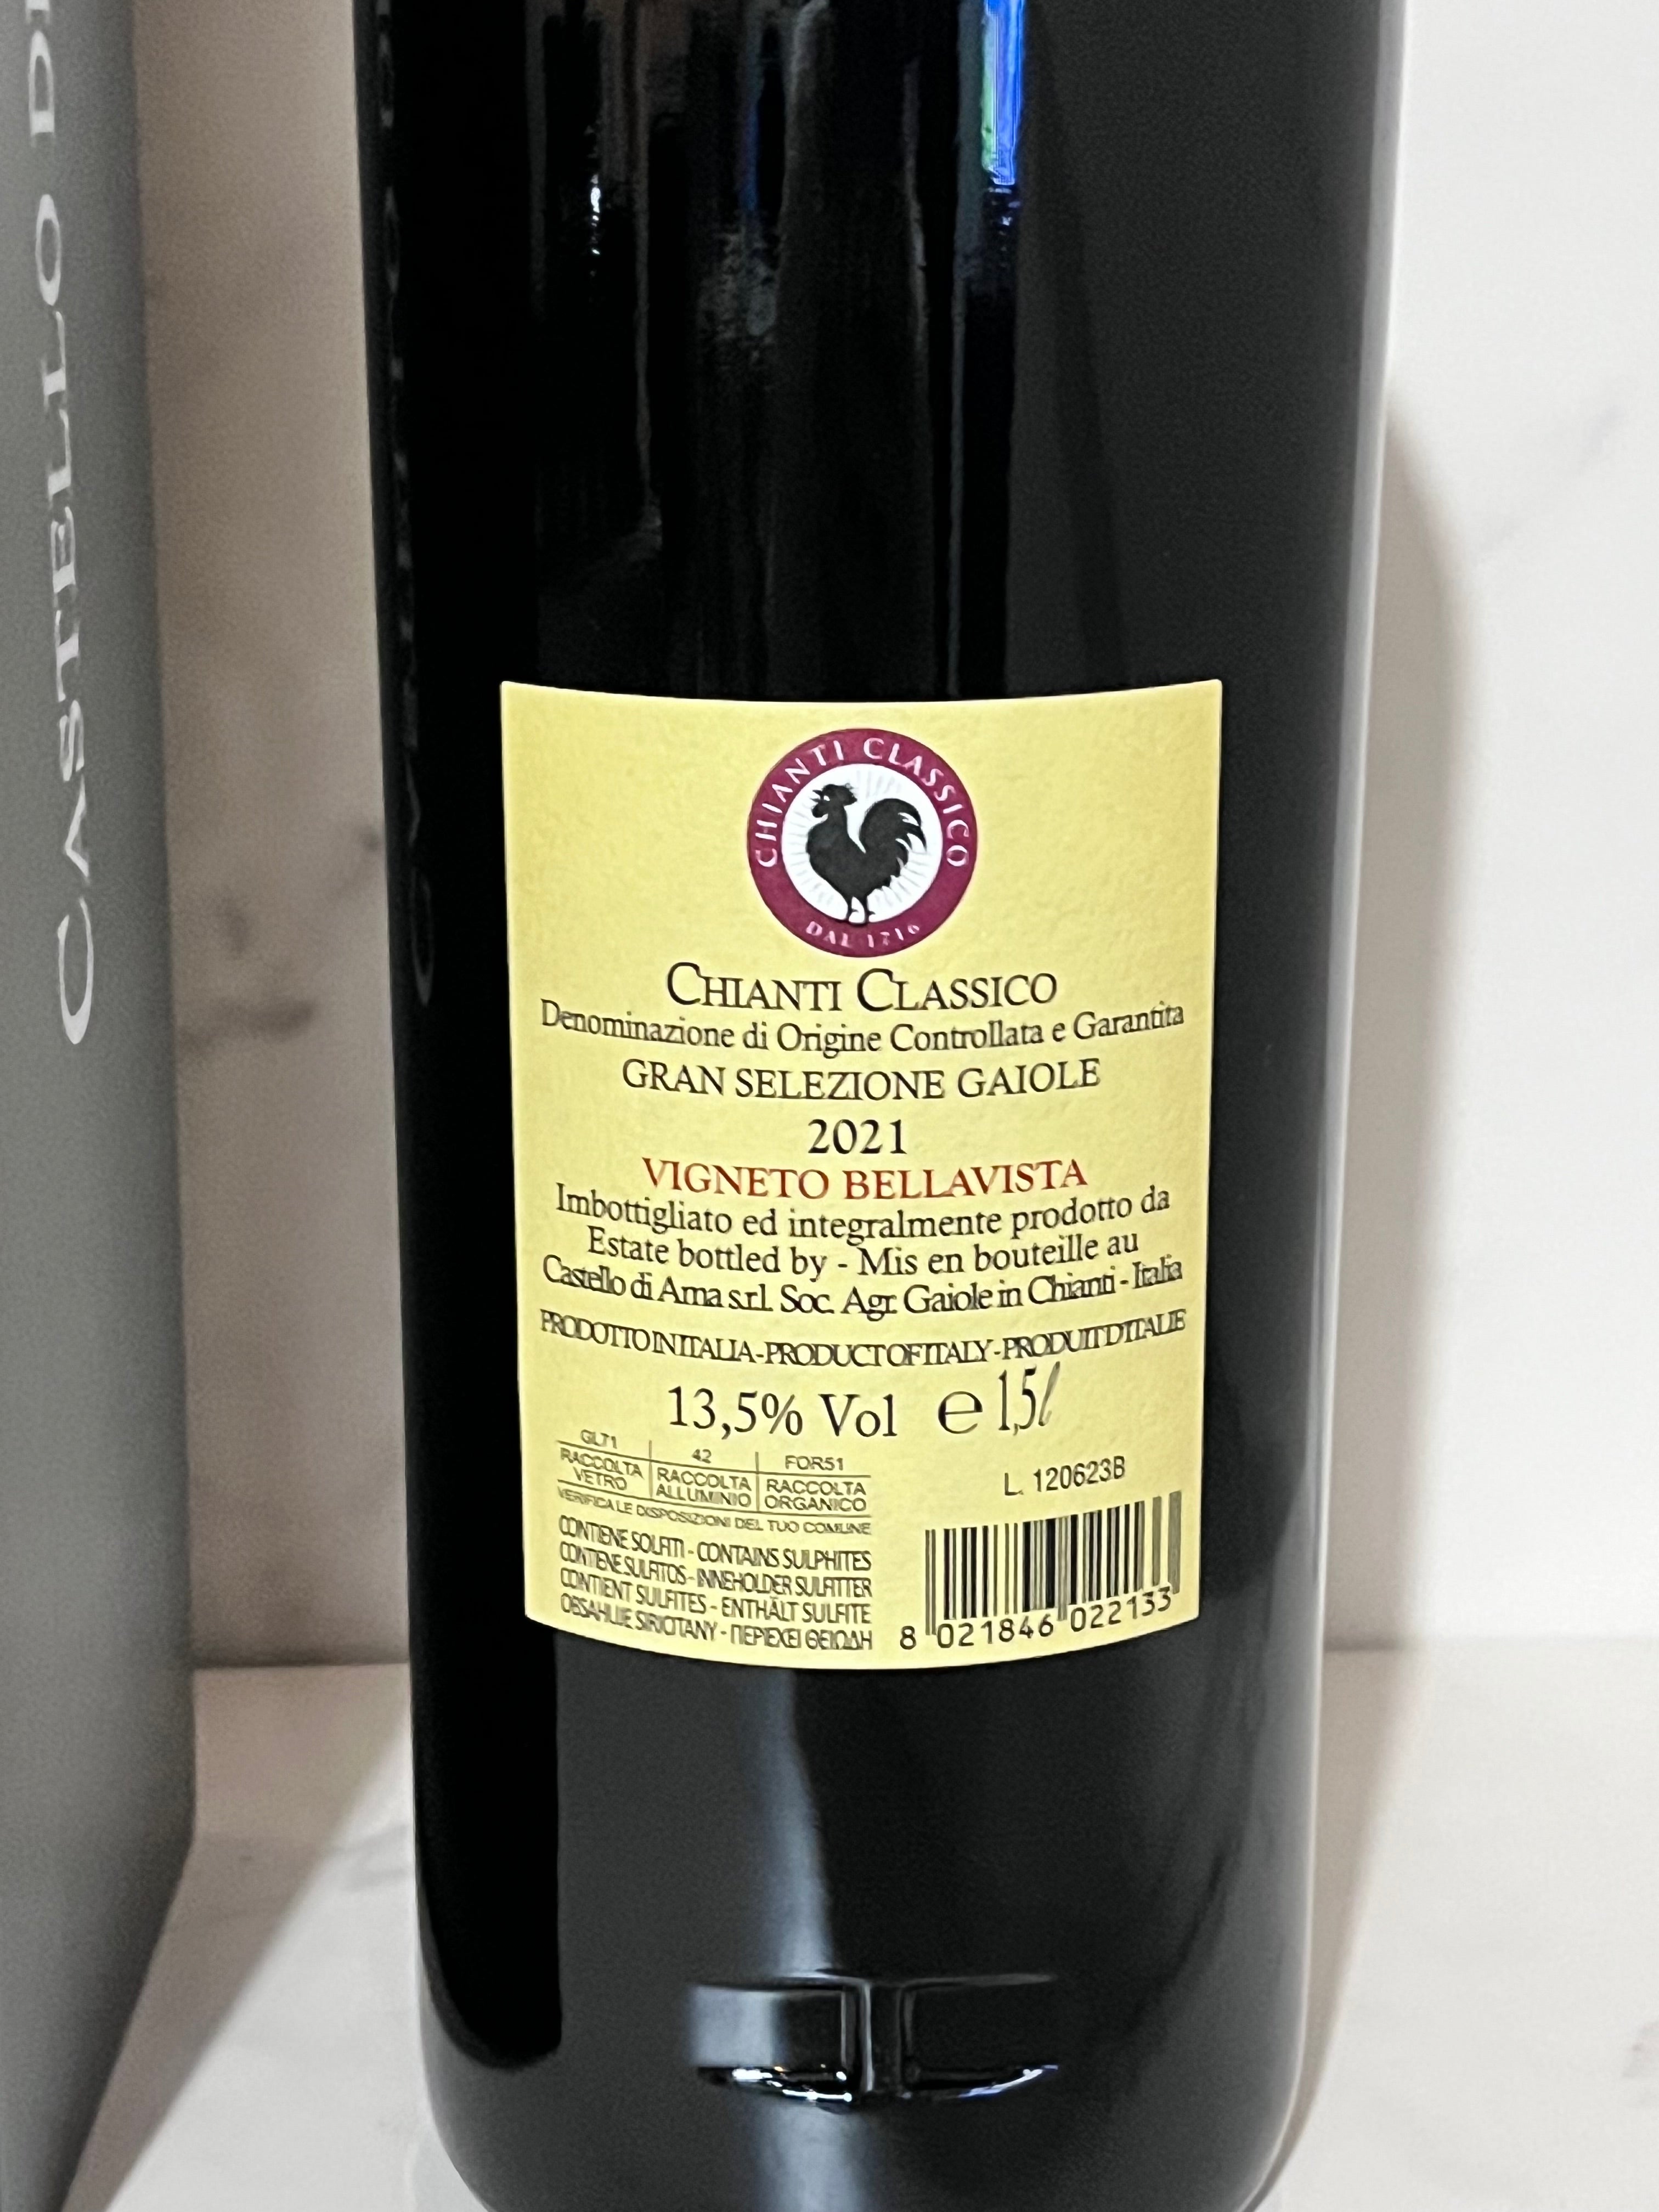 CASTELLO DI
CHIANTI CLASSICO
DAL 1716
CHIANTI CLASSICO
Denominazione di Origine Controllata e Garantita
GRAN SELEZIONE GAIOLE
2021
VIGNETO BELLAVISTA
Imbottigliato ed integralmente prodotto da
Estate bottled by - Mis en bouteille au
Castello di Ama s.r.l. Soc. Agr. Gaiole in Chianti - Italia
PRODOTTO IN ITALIA - PRODUCT OF ITALY - PRODUIT D'ITALIE
13,5% Vol e 1,5ℓ
GL71 42 FOR51
RACCOLTA VETRO
RACCOLTA ALLUMINIO
RACCOLTA ORGANICO
VERIFICA LE DISPOSIZIONI DEL TUO COMUNE
L. 120623B
CONTIENE SOLFITI - CONTAINS SULPHITES
CONTIENE SULFITOS - INNEHOLDER SULFITTER
CONTIENT SULFITES - ENTHÄLT SULFITE
OBSAHUJE SIRICITANY - ΠΕΡΙΕΧΕΙ ΘΕΙΩΔΗ
8 021846 022133